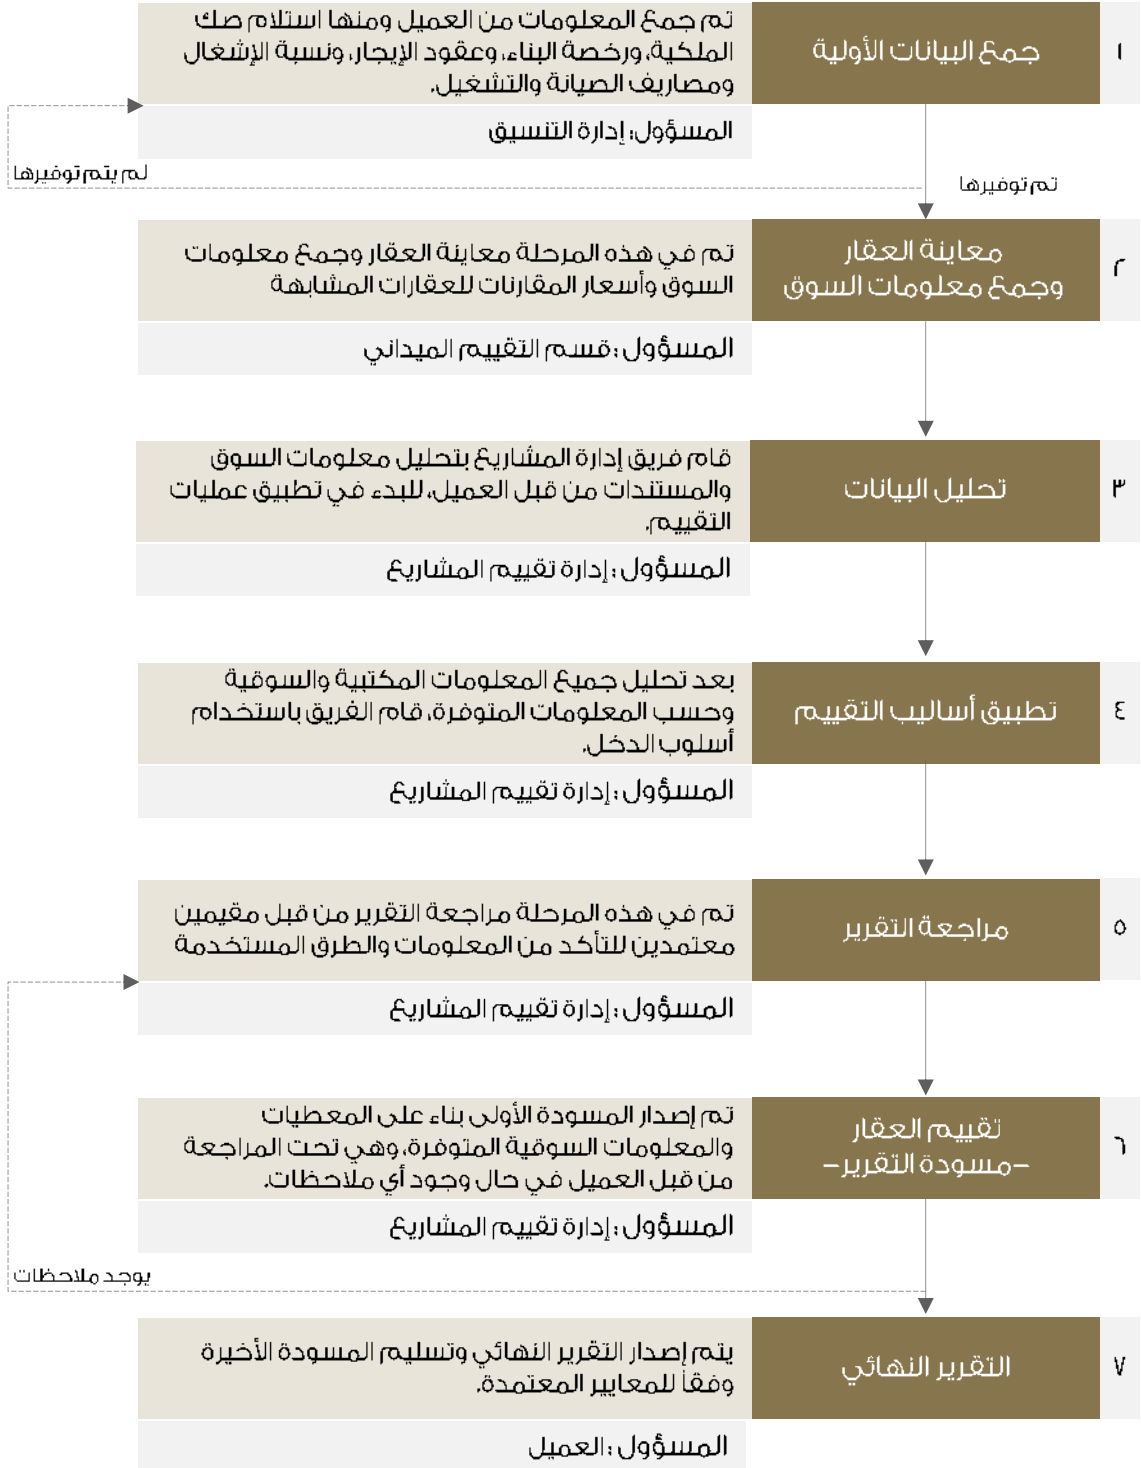 ١
جمع البيانات الأولية
تم جمع المعلومات من العميل ومنها استلام صك
الملكية، ورخصة البناء، وعقود الإيجار، ونسبة الإشغال
ومصاريف الصيانة والتشغيل.
المسؤول: إدارة التنسيق
لم يتم توفيرها
تم توفيرها
٢
معاينة العقار
وجمع معلومات السوق
تم في هذه المرحلة معاينة العقار وجمع معلومات
السوق وأسعار المقارنات للعقارات المشابهة
المسؤول: قسم التقييم الميداني
٣
تحليل البيانات
قام فريق إدارة المشاريع بتحليل معلومات السوق
والمستندات من قبل العميل، للبدء في تطبيق عمليات
التقييم.
المسؤول: إدارة تقييم المشاريع
٤
تطبيق أساليب التقييم
بعد تحليل جميع المعلومات المكتبية والسوقية
وحسب المعلومات المتوفرة، قام الفريق باستخدام
أسلوب الدخل.
المسؤول: إدارة تقييم المشاريع
٥
مراجعة التقرير
تم في هذه المرحلة مراجعة التقرير من قبل مقيمين
معتمدين للتأكد من المعلومات والطرق المستخدمة
المسؤول: إدارة تقييم المشاريع
٦
تقييم العقار
-مسودة التقرير-
تم إصدار المسودة الأولى بناء على المعطيات
والمعلومات السوقية المتوفرة، وهي تحت المراجعة
من قبل العميل في حال وجود أي ملاحظات.
المسؤول: إدارة تقييم المشاريع
يوجد ملاحظات
٧
التقرير النهائي
يتم إصدار التقرير النهائي وتسليم المسودة الأخيرة
وفقاً للمعايير المعتمدة.
المسؤول: العميل